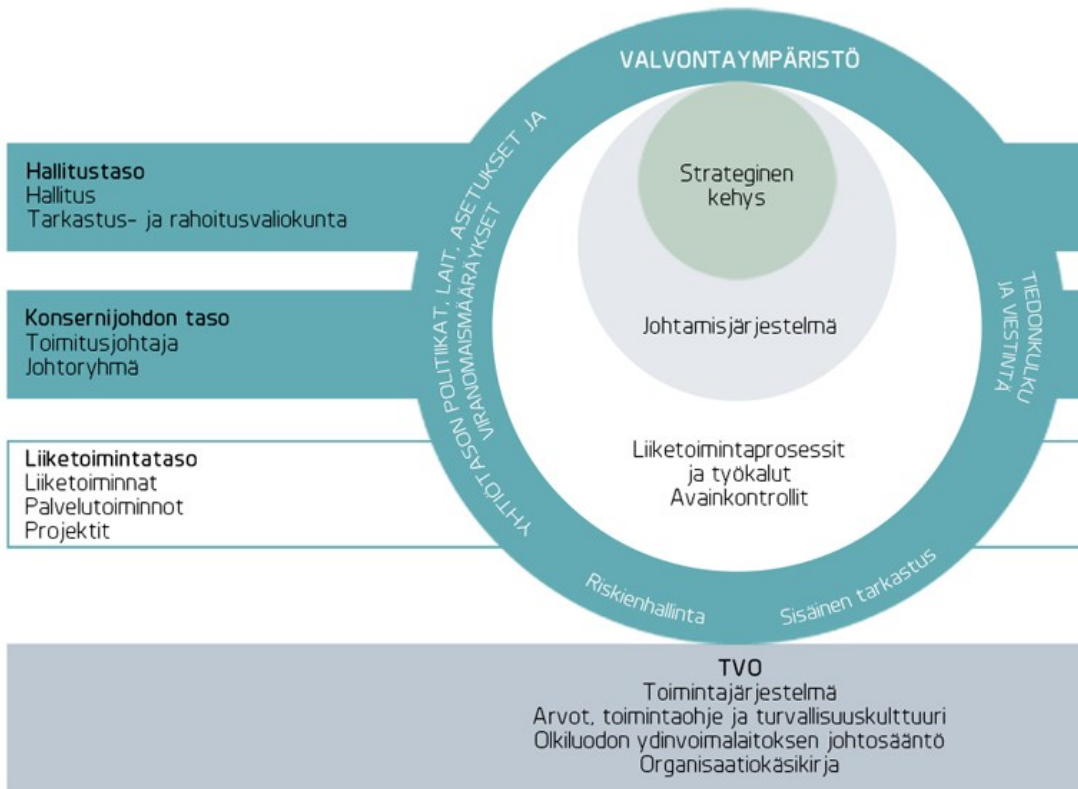 VALVONTAYMPÄRISTÖ
YHTIÖTASON POLITIIKAT, LAIT, ASETUKSET JA
VIRANOMAISMÄÄRÄYKSET
TIEDONKULKU
JA VIESTINTÄ
Riskienhallinta
Sisäinen tarkastus
Strateginen
kehys
Johtamisjärjestelmä
Liiketoimintaprosessit
ja työkalut
Avainkontrollit
Hallitustaso
Hallitus
Tarkastus- ja rahoitusvaliokunta
Konsernijohdon taso
Toimitusjohtaja
Johtoryhmä
Liiketoimintataso
Liiketoiminnat
Palvelutoiminnot
Projektit
TVO
Toimintajärjestelmä
Arvot, toimintaohje ja turvallisuuskulttuuri
Olkiluodon ydinvoimalaitoksen johtosääntö
Organisaatiokäsikirja